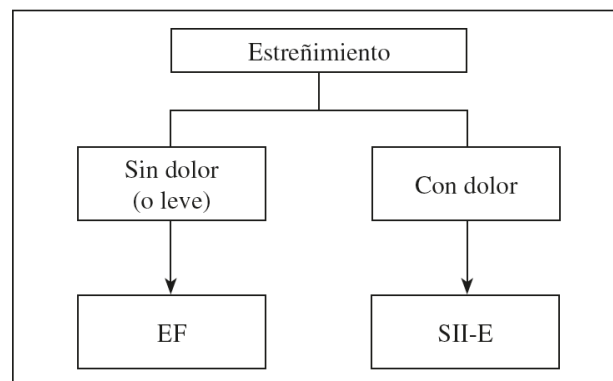 Estreñimiento
Sin dolor
(o leve)
Con dolor
EF
SII-E